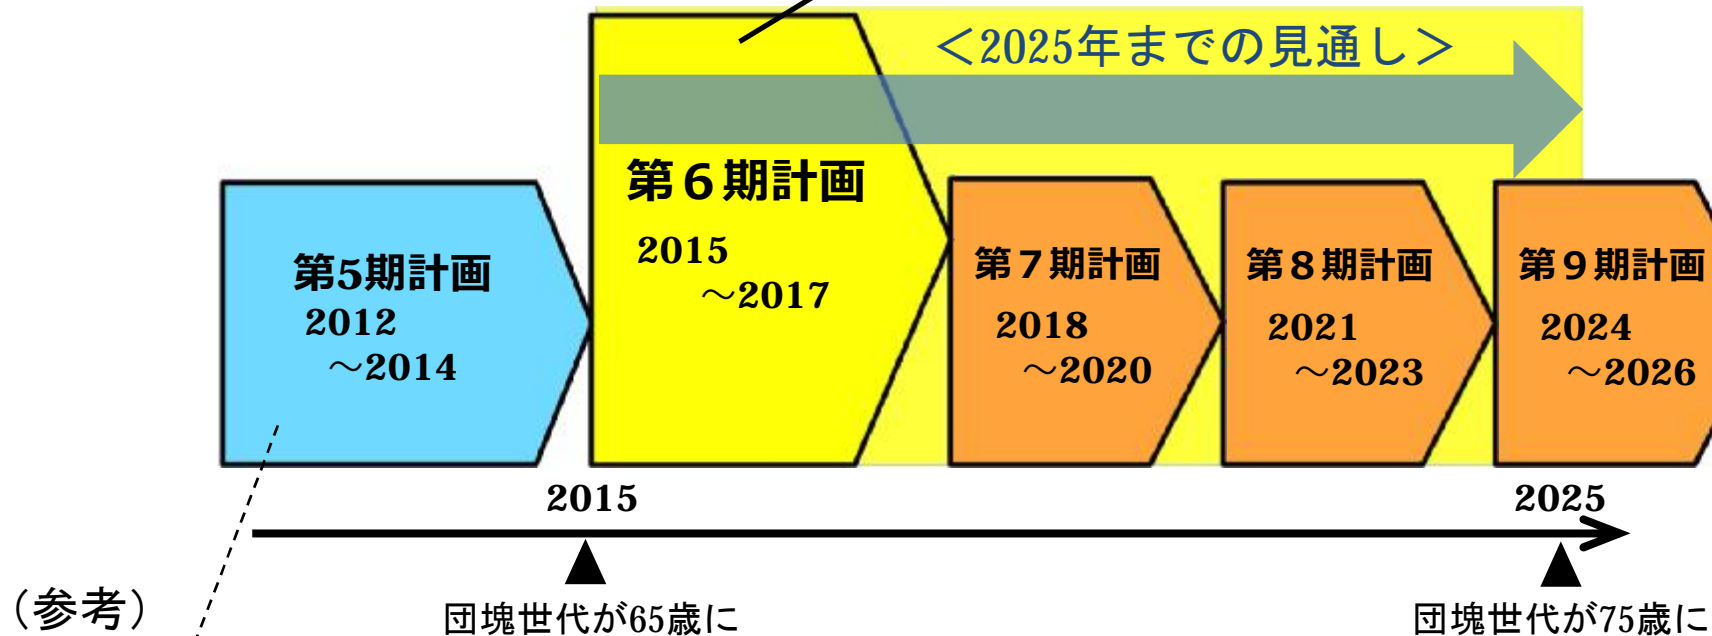 ＜2025年までの見通し＞
第５期計画
2012
～2014
第６期計画
2015
～2017
第７期計画
2018
～2020
第８期計画
2021
～2023
第９期計画
2024
～2026
2015
2025
（参考）
団塊世代が65歳に
団塊世代が75歳に